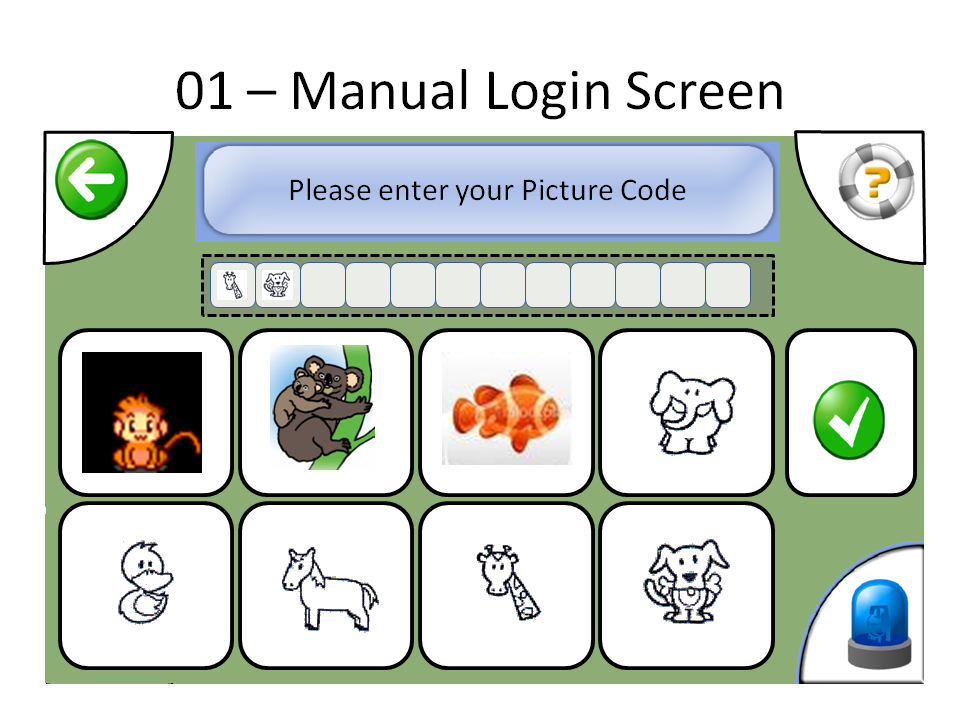 01 – Manual Login Screen
?
Please enter your Picture Code